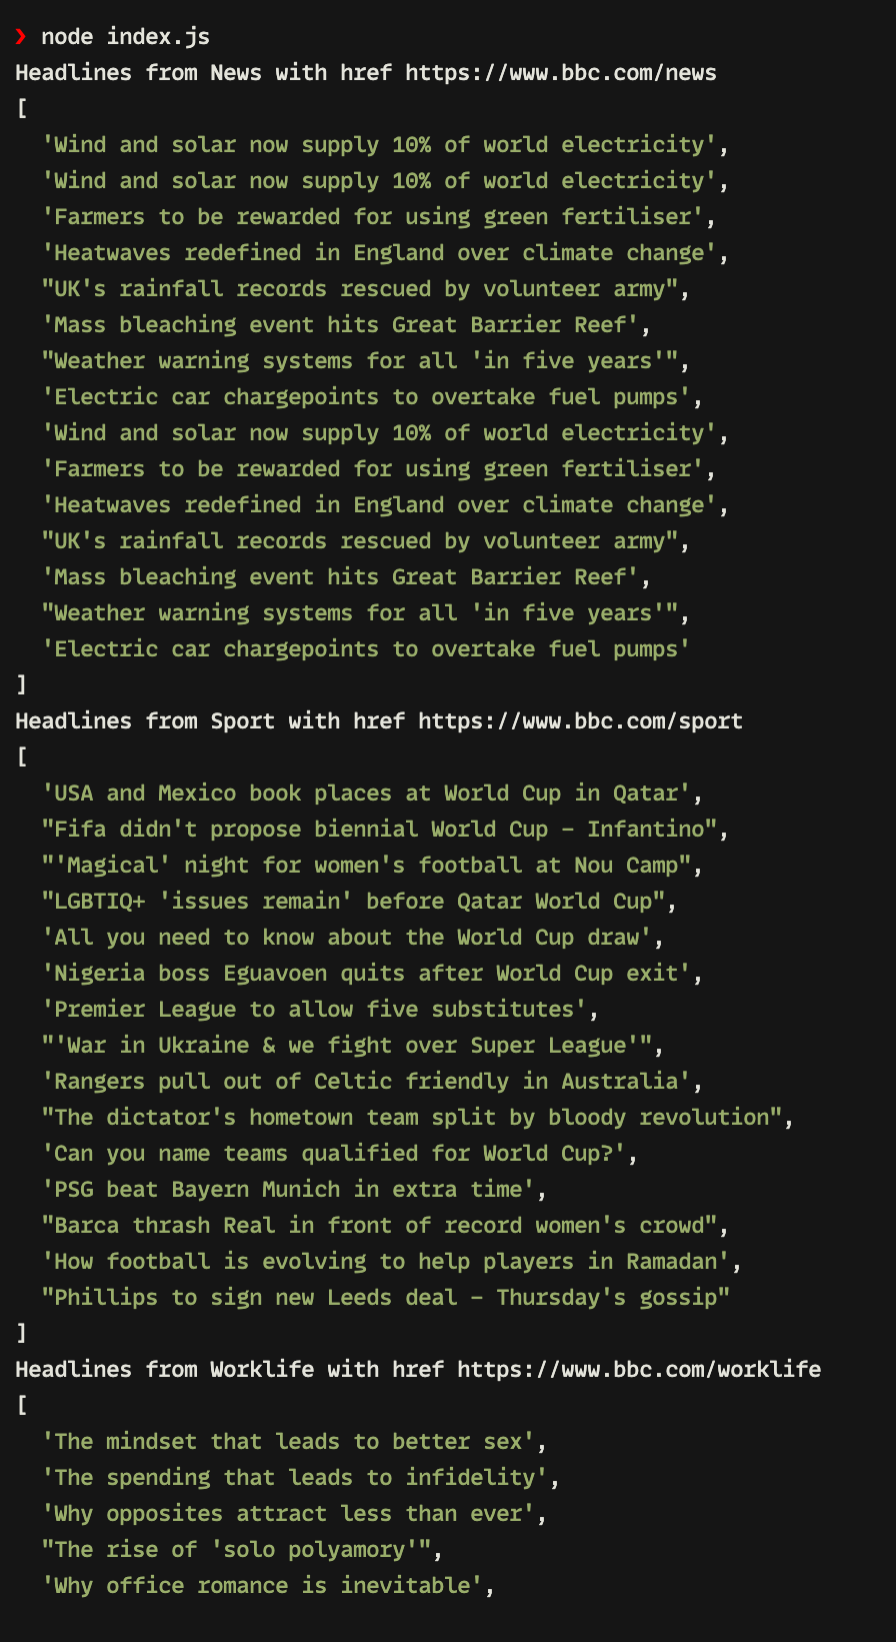 ❯ node index.js
Headlines from News with href https://www.bbc.com/news
[
  'Wind and solar now supply 10% of world electricity',
  'Wind and solar now supply 10% of world electricity',
  'Farmers to be rewarded for using green fertiliser',
  'Heatwaves redefined in England over climate change',
  "UK's rainfall records rescued by volunteer army",
  'Mass bleaching event hits Great Barrier Reef',
  "Weather warning systems for all 'in five years'",
  'Electric car chargepoints to overtake fuel pumps',
  'Wind and solar now supply 10% of world electricity',
  'Farmers to be rewarded for using green fertiliser',
  'Heatwaves redefined in England over climate change',
  "UK's rainfall records rescued by volunteer army",
  'Mass bleaching event hits Great Barrier Reef',
  "Weather warning systems for all 'in five years'",
  'Electric car chargepoints to overtake fuel pumps'
]
Headlines from Sport with href https://www.bbc.com/sport
[
  'USA and Mexico book places at World Cup in Qatar',
  "Fifa didn't propose biennial World Cup – Infantino",
  "'Magical' night for women's football at Nou Camp",
  "LGBTIQ+ 'issues remain' before Qatar World Cup",
  'All you need to know about the World Cup draw',
  'Nigeria boss Eguavoen quits after World Cup exit',
  'Premier League to allow five substitutes',
  "'War in Ukraine & we fight over Super League'",
  'Rangers pull out of Celtic friendly in Australia',
  "The dictator's hometown team split by bloody revolution",
  'Can you name teams qualified for World Cup?',
  'PSG beat Bayern Munich in extra time',
  "Barca thrash Real in front of record women's crowd",
  'How football is evolving to help players in Ramadan',
  "Phillips to sign new Leeds deal – Thursday's gossip"
]
Headlines from Worklife with href https://www.bbc.com/worklife
[
  'The mindset that leads to better sex',
  'The spending that leads to infidelity',
  'Why opposites attract less than ever',
  "The rise of 'solo polyamory'",
  'Why office romance is inevitable',